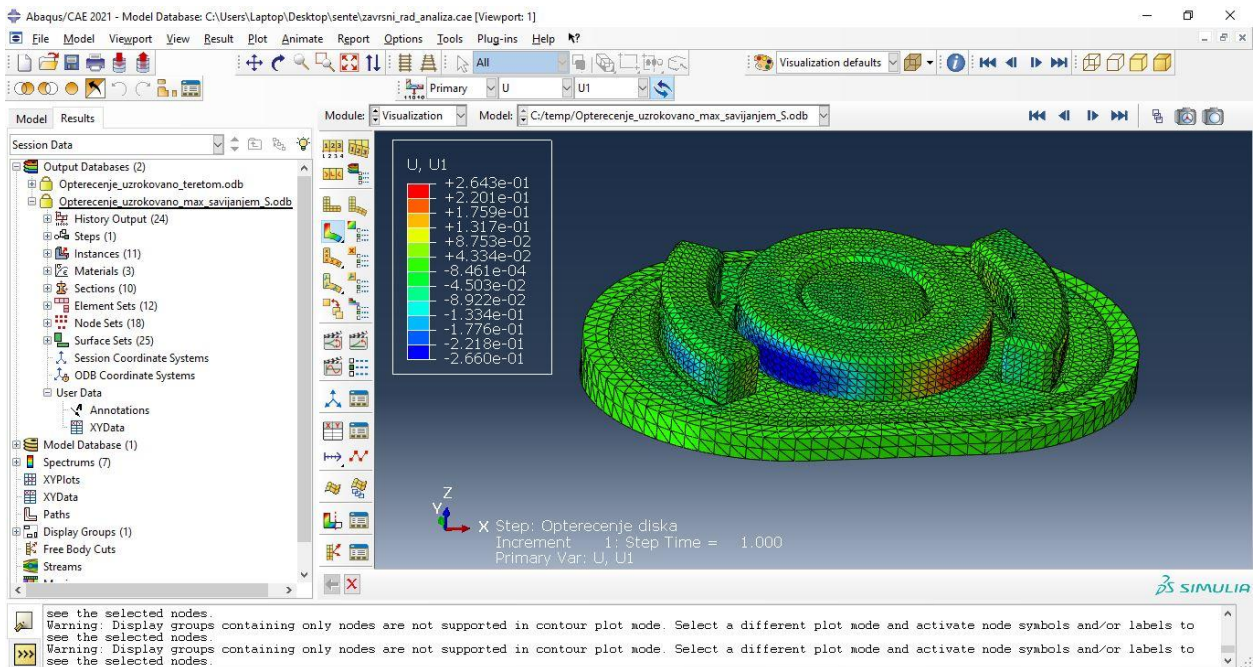 Abaqus/CAE 2021 - Model Database: C:\Users\Laptop\Desktop\sente\zavrsni_rad_analiza.cae [Viewport: 1]
File Model Viewport View Result Plot Animate Report Options Tools Plug-ins Help
All
Visualization defaults
Primary U U1
Model Results
Module: Visualization Model: C:/temp/Opterecenje_uzrokovano_max_savijanjem_S.odb
Session Data
Output Databases (2)
Opterecenje_uzrokovano_teretom.odb
Opterecenje_uzrokovano_max_savijanjem_S.odb
History Output (24)
Steps (1)
Instances (11)
Materials (3)
Sections (10)
Element Sets (12)
Node Sets (18)
Surface Sets (25)
Session Coordinate Systems
ODB Coordinate Systems
User Data
Annotations
XYData
Model Database (1)
Spectrums (7)
XYPlots
XYData
Paths
Display Groups (1)
Free Body Cuts
Streams
U, U1
+2.643e-01
+2.201e-01
+1.759e-01
+1.317e-01
+8.753e-02
+4.334e-02
-8.461e-04
-4.503e-02
-8.922e-02
-1.334e-01
-1.776e-01
-2.218e-01
-2.660e-01
Z
Y
X
Step: Opterecenje diska
Increment 1: Step Time = 1.000
Primary Var: U, U1
SIMULIA
see the selected nodes.
Warning: Display groups containing only nodes are not supported in contour plot mode. Select a different plot mode and activate node symbols and/or labels to
see the selected nodes.
Warning: Display groups containing only nodes are not supported in contour plot mode. Select a different plot mode and activate node symbols and/or labels to
see the selected nodes.